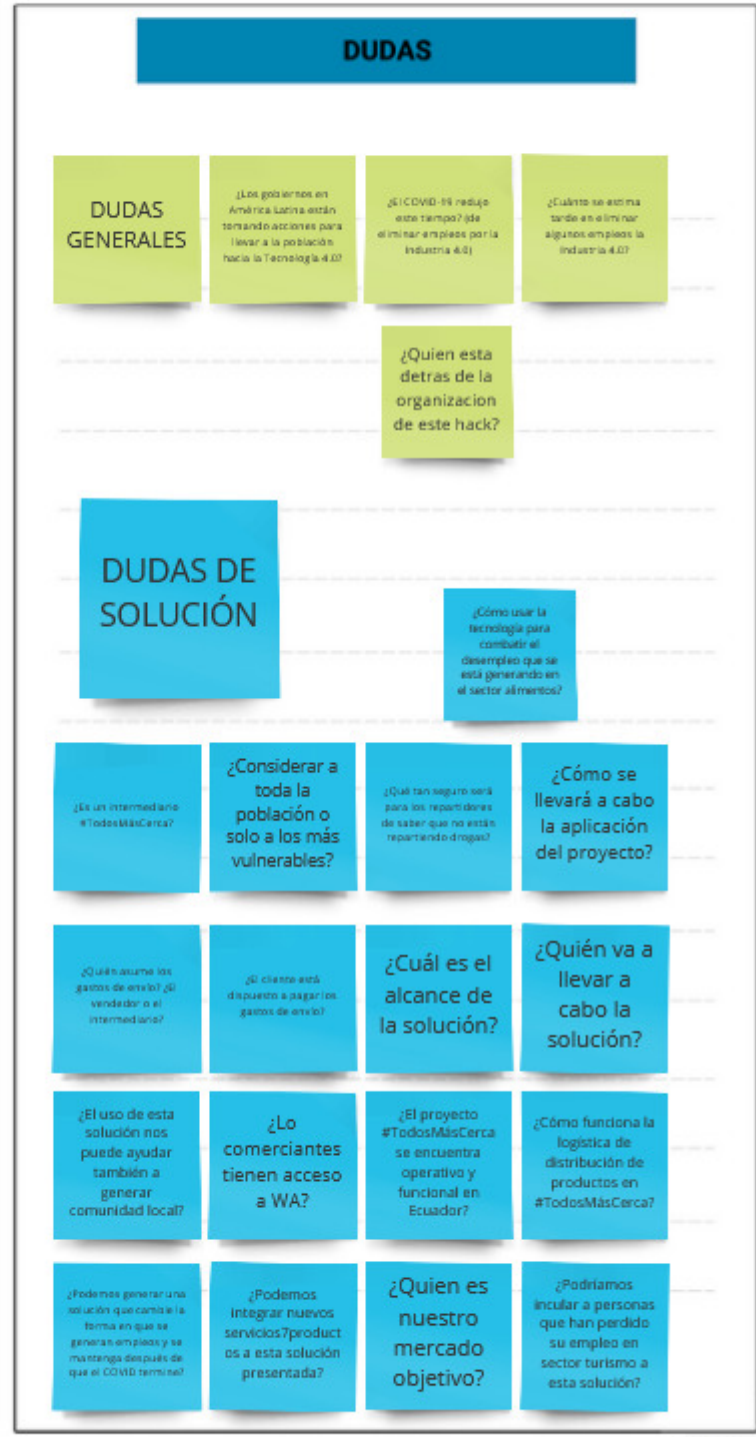 DUDAS
DUDAS
GENERALES
¿Los gobiernos en
América Latina están
tomando acciones para
llevar a la población
hacia la Tecnología 4.0?
¿El COVID-19 redujo
este tiempo? (de
eliminar empleos por la
Industria 4.0)
¿Cuánto se estima
tarde en eliminar
algunos empleos la
Industria 4.0?
¿Quien esta
detras de la
organizacion
de este hack?
DUDAS DE
SOLUCIÓN
¿Cómo usar la
tecnología para
combatir el
desempleo que se
está generando en
el sector alimentos?
¿Es un intermediario
#TodosMásCerca?
¿Considerar a
toda la
población o
solo a los más
vulnerables?
¿Qué tan seguro será
para los repartidores
de saber que no están
repartiendo drogas?
¿Cómo se
llevará a cabo
la aplicación
del proyecto?
¿Quién asume los
gastos de envío? ¿El
vendedor o el
intermediario?
¿El cliente está
dispuesto a pagar los
gastos de envío?
¿Cuál es el
alcance de
la solución?
¿Quién va a
llevar a
cabo la
solución?
¿El uso de esta
solución nos
puede ayudar
también a
generar
comunidad local?
¿Lo
comerciantes
tienen acceso
a WA?
¿El proyecto
#TodosMásCerca
se encuentra
operativo y
funcional en
Ecuador?
¿Cómo funciona la
logística de
distribución de
productos en
#TodosMásCerca?
¿Podemos generar una
solución que cambie la
forma en que se
generan empleos y se
mantenga después de
que el COVID termine?
¿Podemos
integrar nuevos
servicios?product
os a esta solución
presentada?
¿Quien es
nuestro
mercado
objetivo?
¿Podríamos
incular a personas
que han perdido
su empleo en
sector turismo a
esta solución?